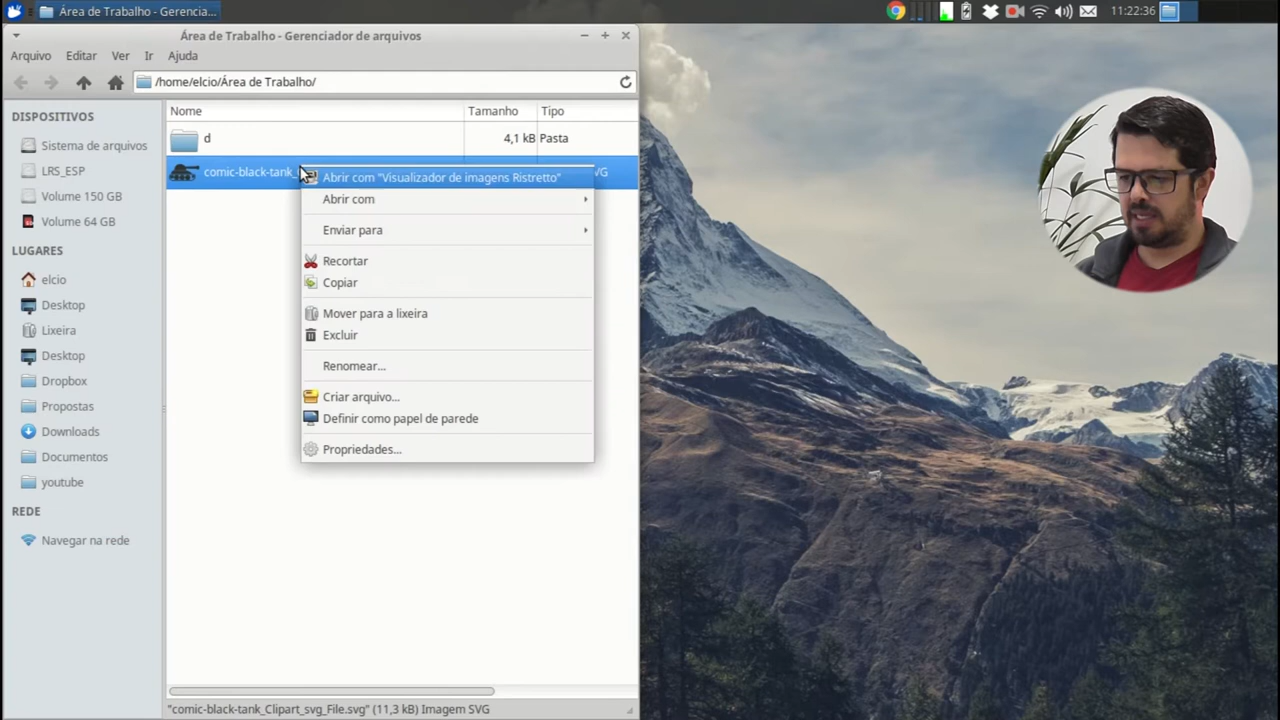 Área de Trabalho - Gerencia...
11:22:36
Área de Trabalho - Gerenciador de arquivos
Arquivo Editar Ver Ir Ajuda
/home/elcio/Área de Trabalho/
DISPOSITIVOS
Sistema de arquivos
LRS_ESP
Volume 150 GB
Volume 64 GB
LUGARES
elcio
Desktop
Lixeira
Desktop
Dropbox
Propostas
Downloads
Documentos
youtube
REDE
Navegar na rede
Nome Tamanho Tipo
d 4,1 kB Pasta
comic-black-tank_
Abrir com "Visualizador de imagens Ristretto"
Abrir com
Enviar para
Recortar
Copiar
Mover para a lixeira
Excluir
Renomear...
Criar arquivo...
Definir como papel de parede
Propriedades...
"comic-black-tank_Clipart_svg_File.svg" (11,3 kB) Imagem SVG